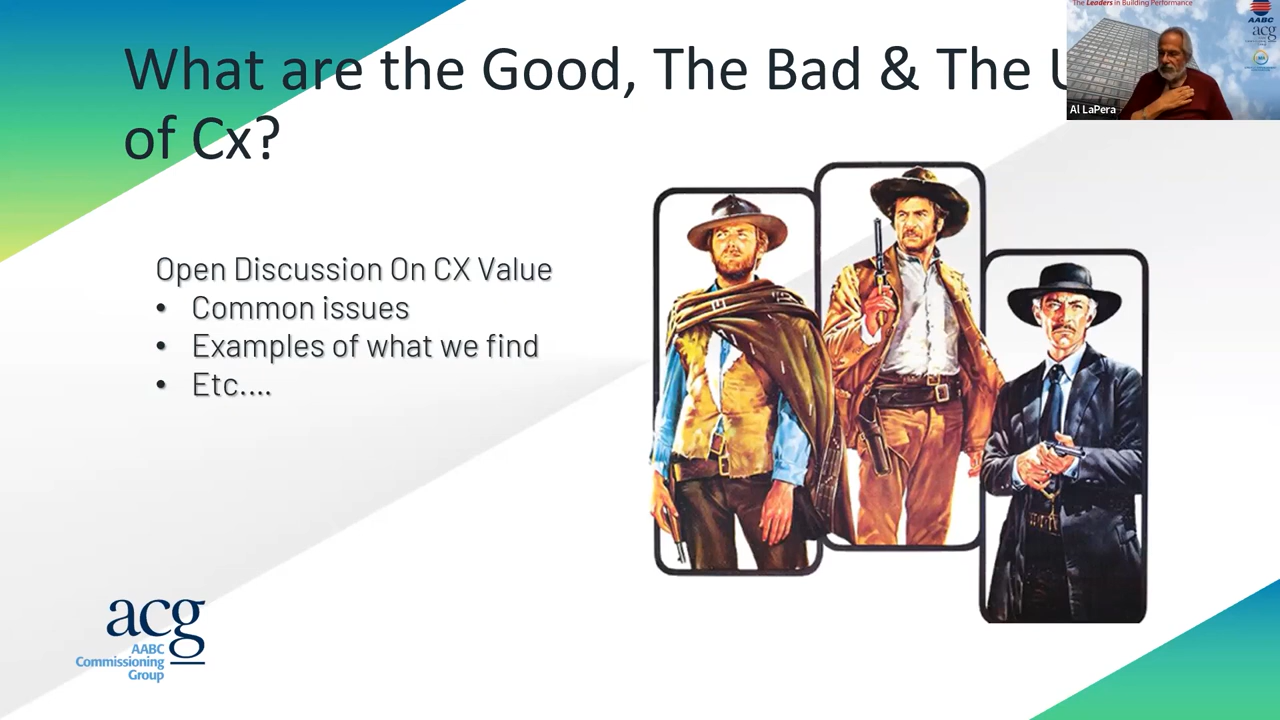 The Leaders in Building Performance
AABC
acg
What are the Good, The Bad & The U
of Cx?
Al LaPera
Open Discussion On CX Value
• Common issues
• Examples of what we find
• Etc....
acg
AABC
Commissioning
Group